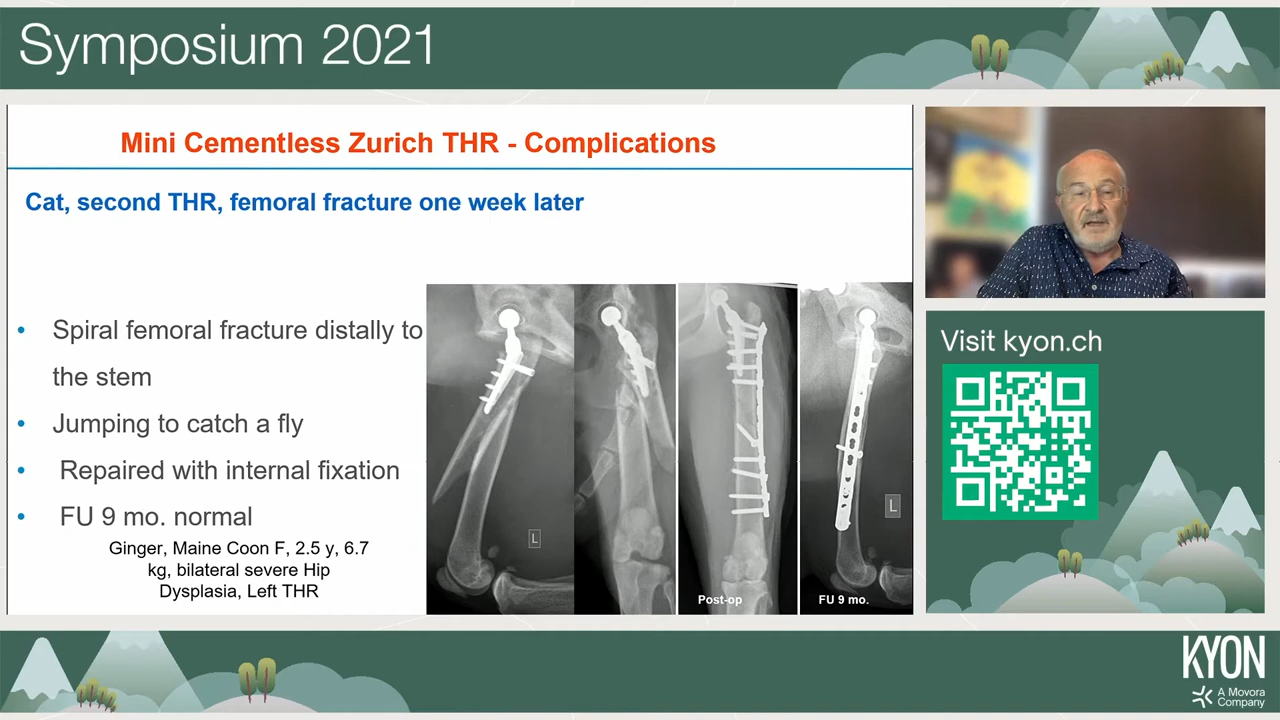 Symposium 2021
Mini Cementless Zurich THR - Complications
Cat, second THR, femoral fracture one week later
• Spiral femoral fracture distally to
the stem
• Jumping to catch a fly
• Repaired with internal fixation
• FU 9 mo. normal
Ginger, Maine Coon F, 2.5 y, 6.7
kg, bilateral severe Hip
Dysplasia, Left THR
L
Post-op
FU 9 mo.
L
Visit kyon.ch
KYON
A Movora
Company